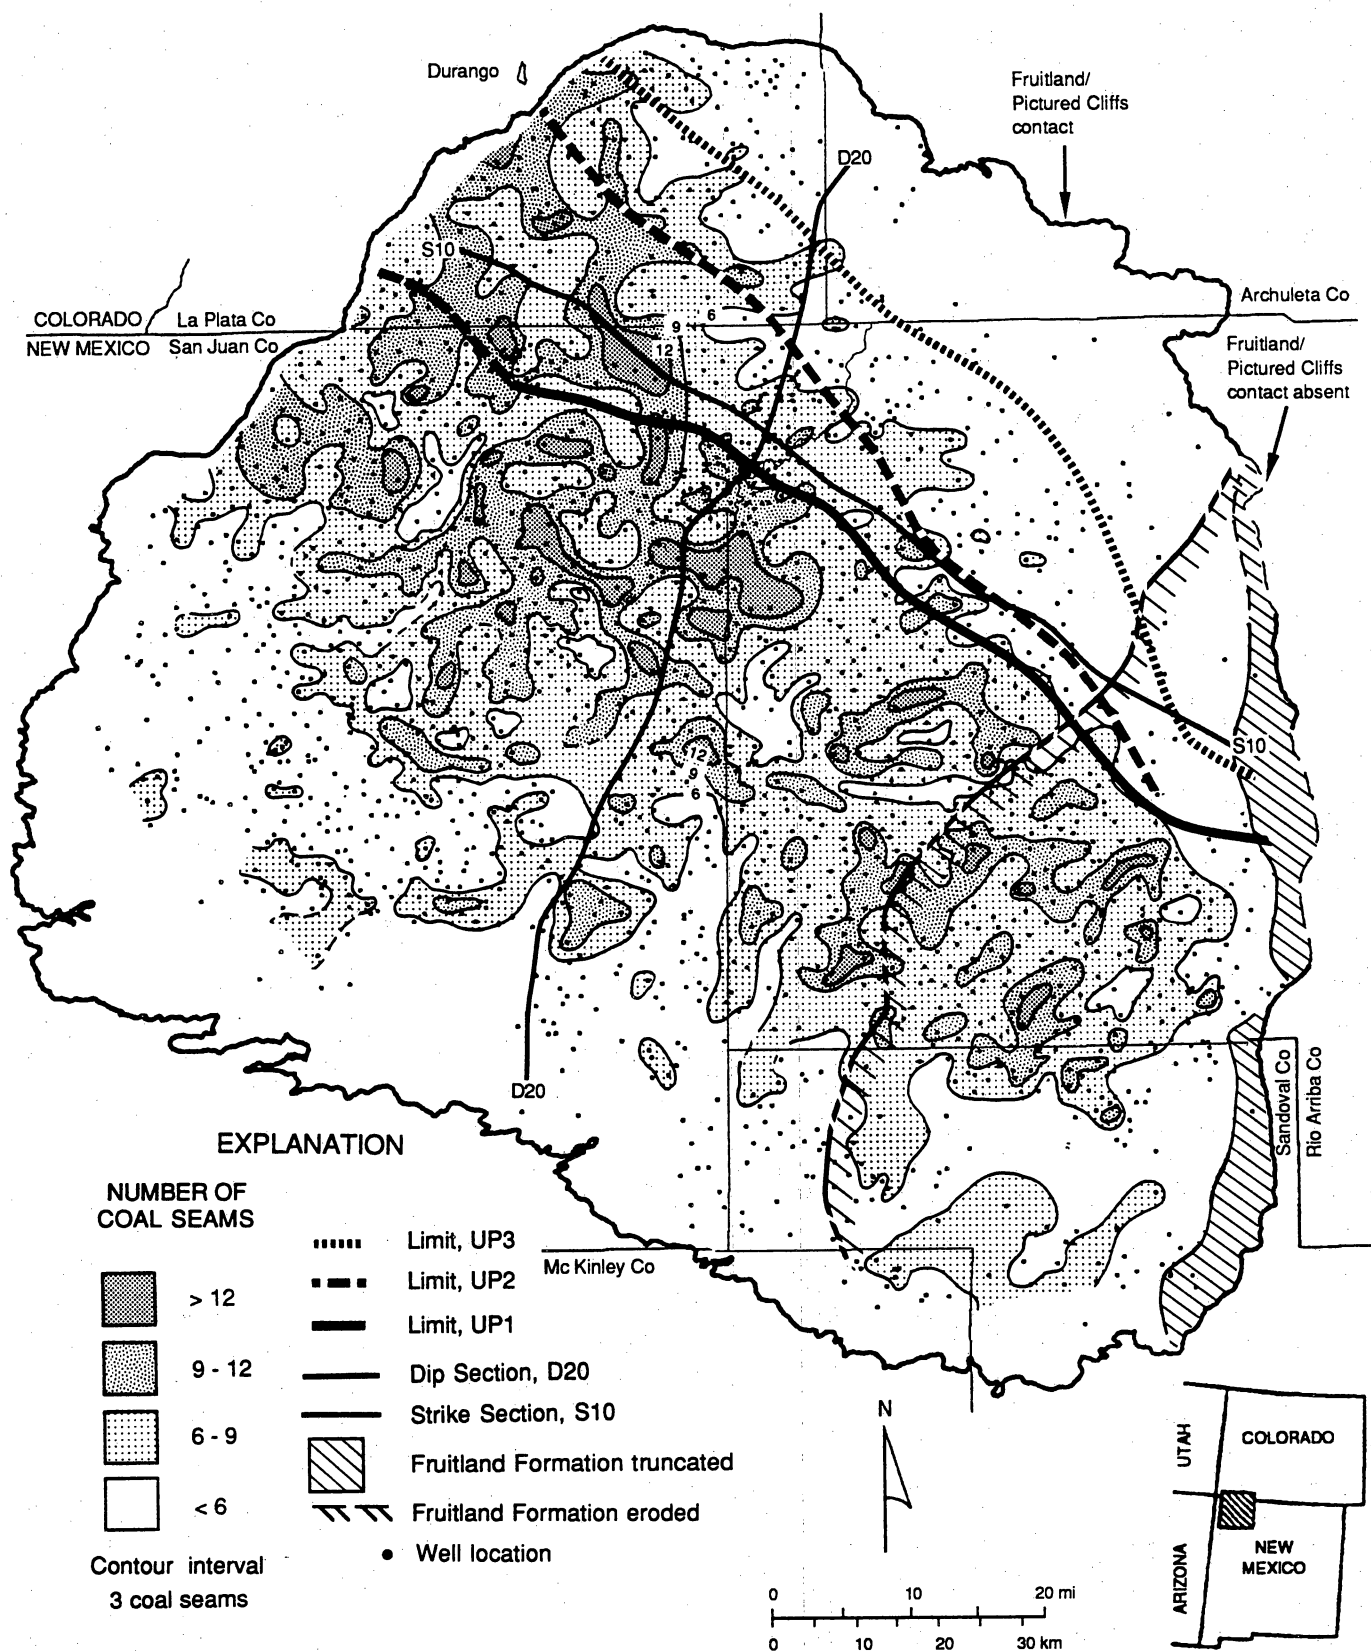 Durango
Fruitland/
Pictured Cliffs
contact
D20
S10
Archuleta Co
COLORADO
La Plata Co
NEW MEXICO
San Juan Co
6
9
12
Fruitland/
Pictured Cliffs
contact absent
S10
12
9
6
D20
Sandoval Co
Rio Arriba Co
Mc Kinley Co
EXPLANATION
NUMBER OF
COAL SEAMS
> 12
9 - 12
6 - 9
< 6
Contour interval
3 coal seams
Limit, UP3
Limit, UP2
Limit, UP1
Dip Section, D20
Strike Section, S10
Fruitland Formation truncated
Fruitland Formation eroded
Well location
N
0 10 20 mi
0 10 20 30 km
UTAH
COLORADO
ARIZONA
NEW
MEXICO